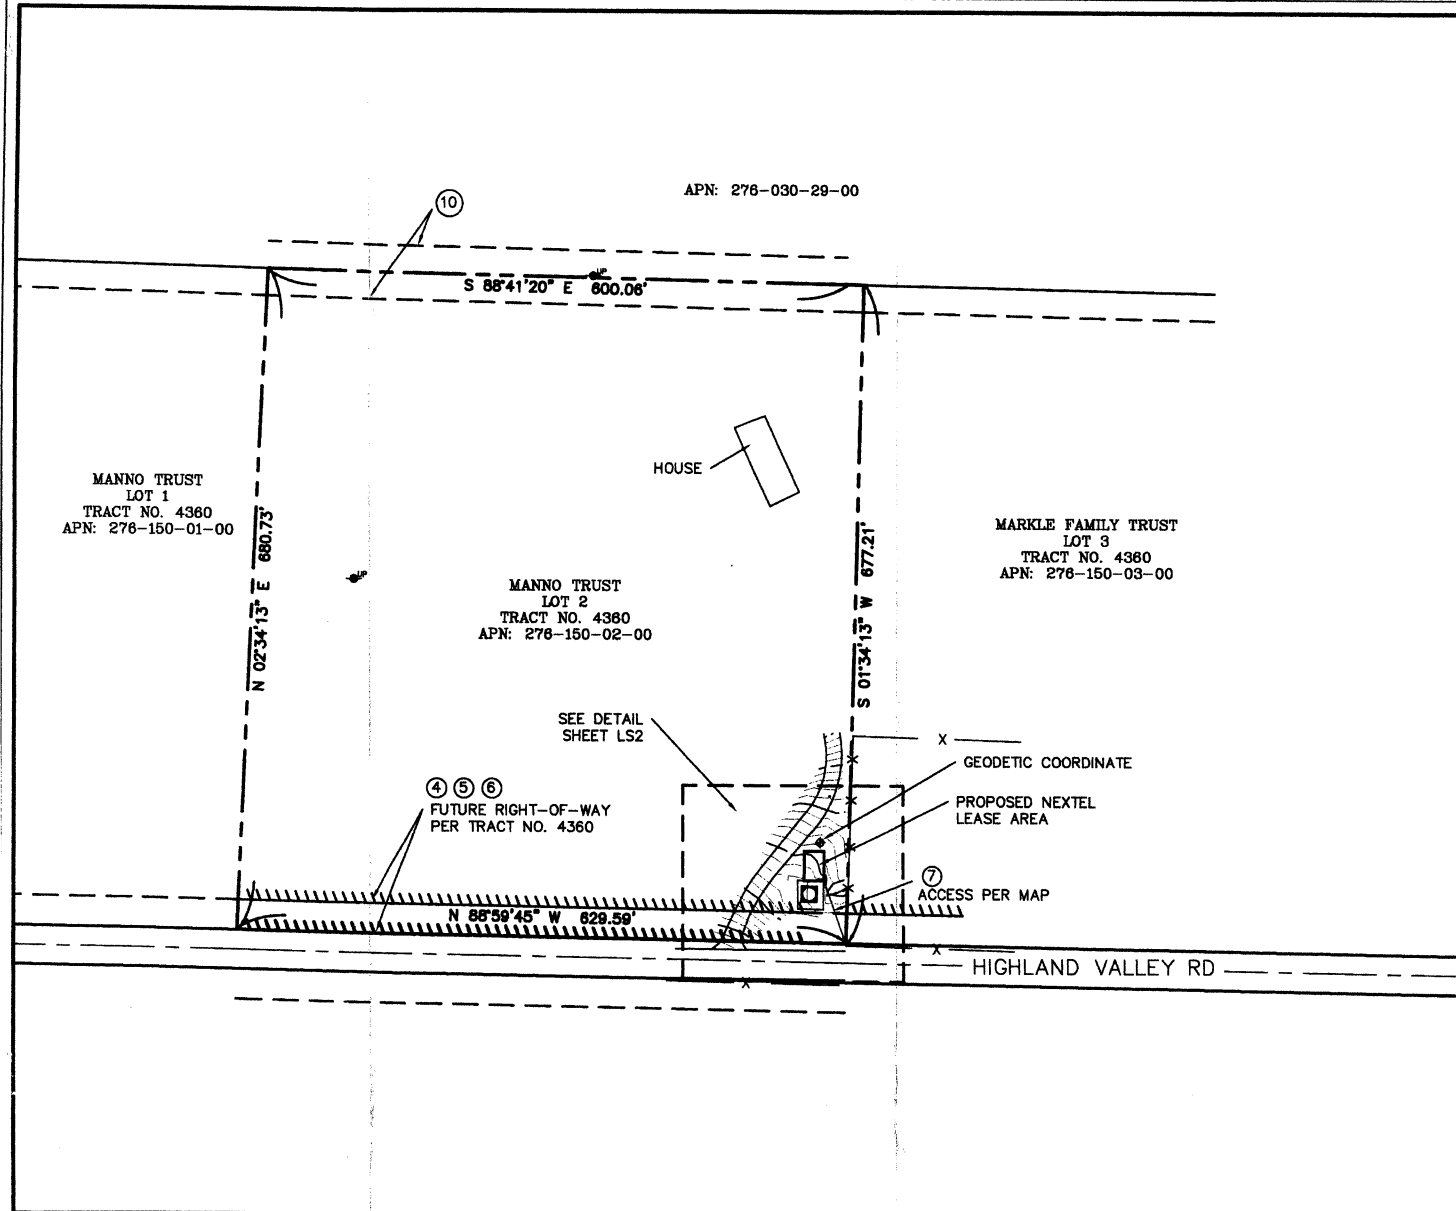 APN: 276-030-29-00
10
UP
S 88°41'20" E 600.06'
HOUSE
MANNO TRUST
LOT 1
TRACT NO. 4360
APN: 276-150-01-00
N 02°34'13" E 680.73'
UP
MANNO TRUST
LOT 2
TRACT NO. 4360
APN: 276-150-02-00
S 01°34'13" W 677.21'
MARKLE FAMILY TRUST
LOT 3
TRACT NO. 4360
APN: 276-150-03-00
SEE DETAIL
SHEET LS2
X
GEODETIC COORDINATE
PROPOSED NEXTEL
LEASE AREA
4 5 6
FUTURE RIGHT-OF-WAY
PER TRACT NO. 4360
7
ACCESS PER MAP
N 88°59'45" W 629.59'
X
HIGHLAND VALLEY RD
X